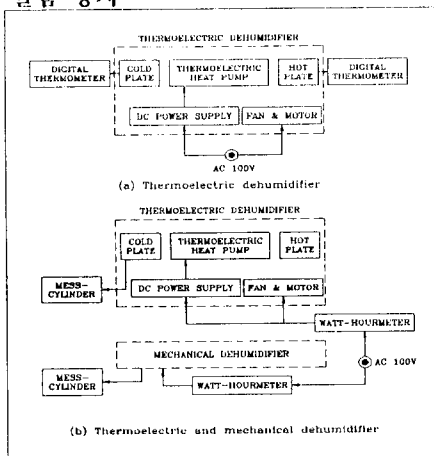 THERMOELECTRIC DEHUMIDIFIER
DIGITAL THERMOMETER
COLD PLATE
THERMOELECTRIC HEAT PUMP
HOT PLATE
DIGITAL THERMOMETER
DC POWER SUPPLY
FAN & MOTOR
AC 100V
(a) Thermoelectric dehumidifier
THERMOELECTRIC DEHUMIDIFIER
COLD PLATE
THERMOELECTRIC HEAT PUMP
HOT PLATE
MESS-CYLINDER
DC POWER SUPPLY
FAN & MOTOR
WATT-HOURMETER
MECHANICAL DEHUMIDIFIER
AC 100V
MESS-CYLINDER
WATT-HOURMETER
(b) Thermoelectric and mechanical dehumidifier